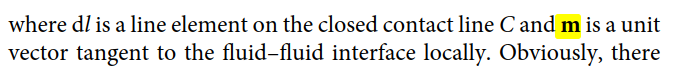 where dl is a line element on the closed contact line C and m is a unit
vector tangent to the fluid–fluid interface locally. Obviously, there